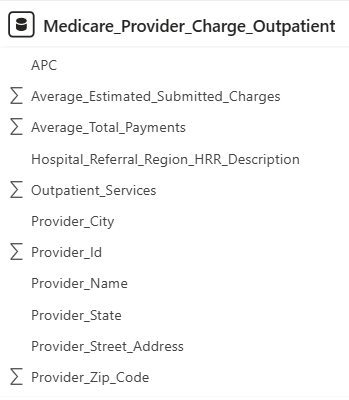 Medicare_Provider_Charge_Outpatient
APC
∑ Average_Estimated_Submitted_Charges
∑ Average_Total_Payments
Hospital_Referral_Region_HRR_Description
∑ Outpatient_Services
Provider_City
∑ Provider_Id
Provider_Name
Provider_State
Provider_Street_Address
∑ Provider_Zip_Code